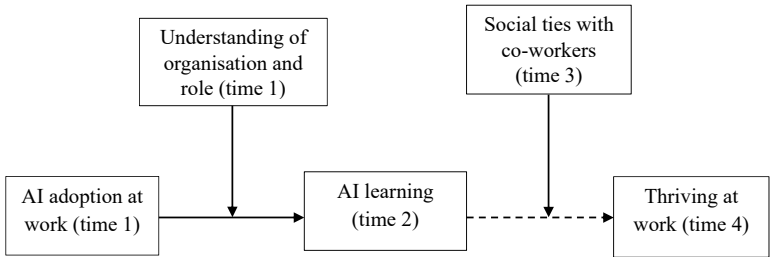 Understanding of
organisation and
role (time 1)
Social ties with
co-workers
(time 3)
AI adoption at
work (time 1)
AI learning
(time 2)
Thriving at
work (time 4)